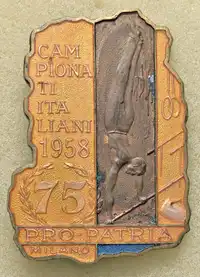 CAM
PIONA
TI ITA
LIANI
1958
75
PRO-PATRIA
MILANO